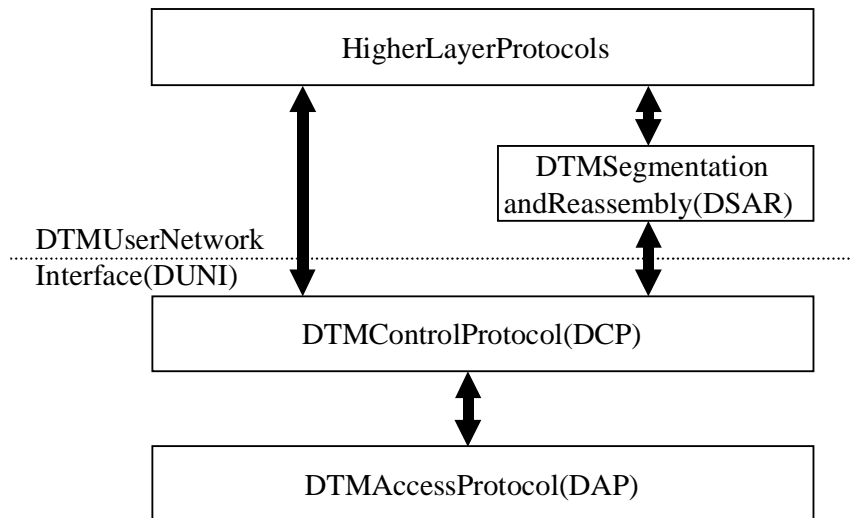 HigherLayerProtocols
DTMSegmentation
andReassembly(DSAR)
DTMUserNetwork
Interface(DUNI)
DTMControlProtocol(DCP)
DTMAccessProtocol(DAP)